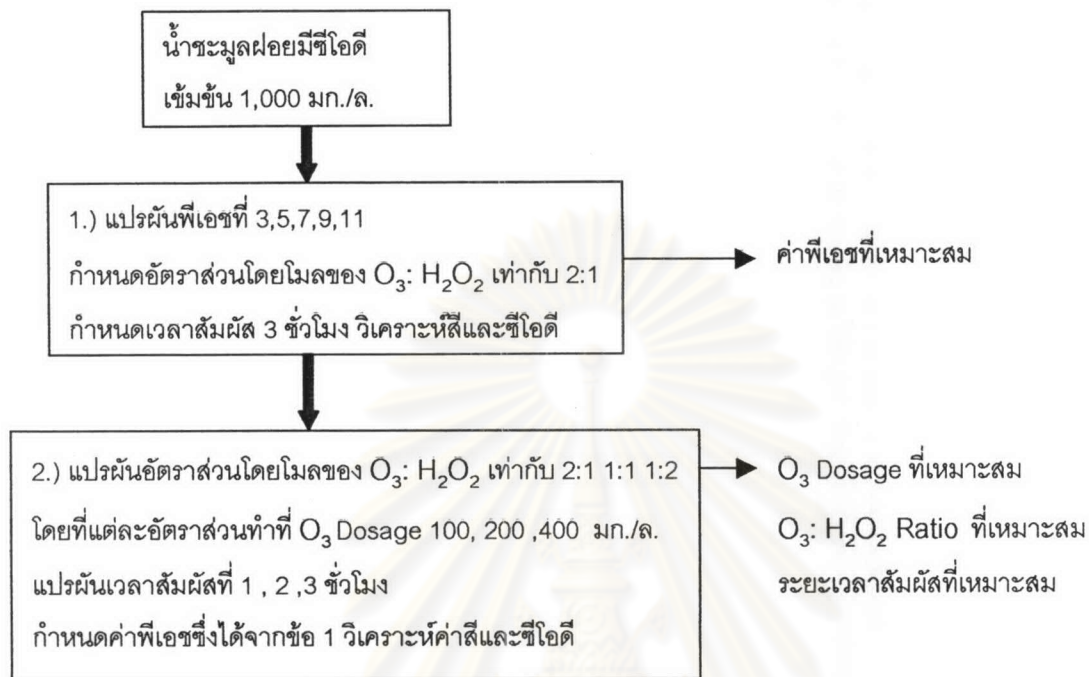 น้ำชะมูลฝอยมีซีโอดี
เข้มข้น 1,000 มก./ล.
1.) แปรผันพีเอชที่ 3,5,7,9,11
กำหนดอัตราส่วนโดยโมลของ O₃: H₂O₂ เท่ากับ 2:1
กำหนดเวลาสัมผัส 3 ชั่วโมง วิเคราะห์สีและซีโอดี
ค่าพีเอชที่เหมาะสม
2.) แปรผันอัตราส่วนโดยโมลของ O₃: H₂O₂ เท่ากับ 2:1 1:1 1:2
โดยที่แต่ละอัตราส่วนทำที่ O₃ Dosage 100, 200 ,400 มก./ล.
แปรผันเวลาสัมผัสที่ 1 , 2 ,3 ชั่วโมง
กำหนดค่าพีเอชซึ่งได้จากข้อ 1 วิเคราะห์ค่าสีและซีโอดี
O₃ Dosage ที่เหมาะสม
O₃: H₂O₂ Ratio ที่เหมาะสม
ระยะเวลาสัมผัสที่เหมาะสม